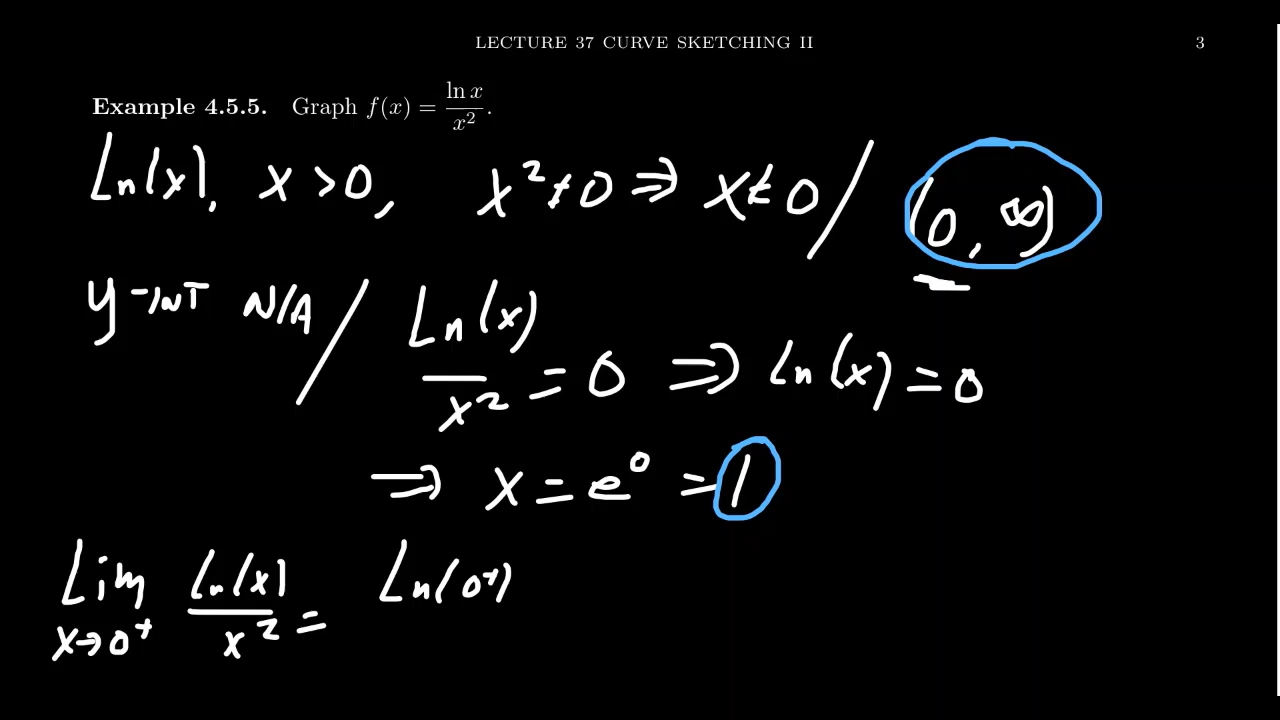 LECTURE 37 CURVE SKETCHING II 3
Example 4.5.5. Graph f(x) = ln x / x².
Ln(x), x > 0, x² ≠ 0 ⇒ x ≠ 0 / (0, ∞)
y-INT N/A / Ln(x) / x² = 0 ⇒ Ln(x) = 0
⇒ x = e⁰ = 1
Lim x→0⁺ Ln(x) / x² = Ln(0⁺)